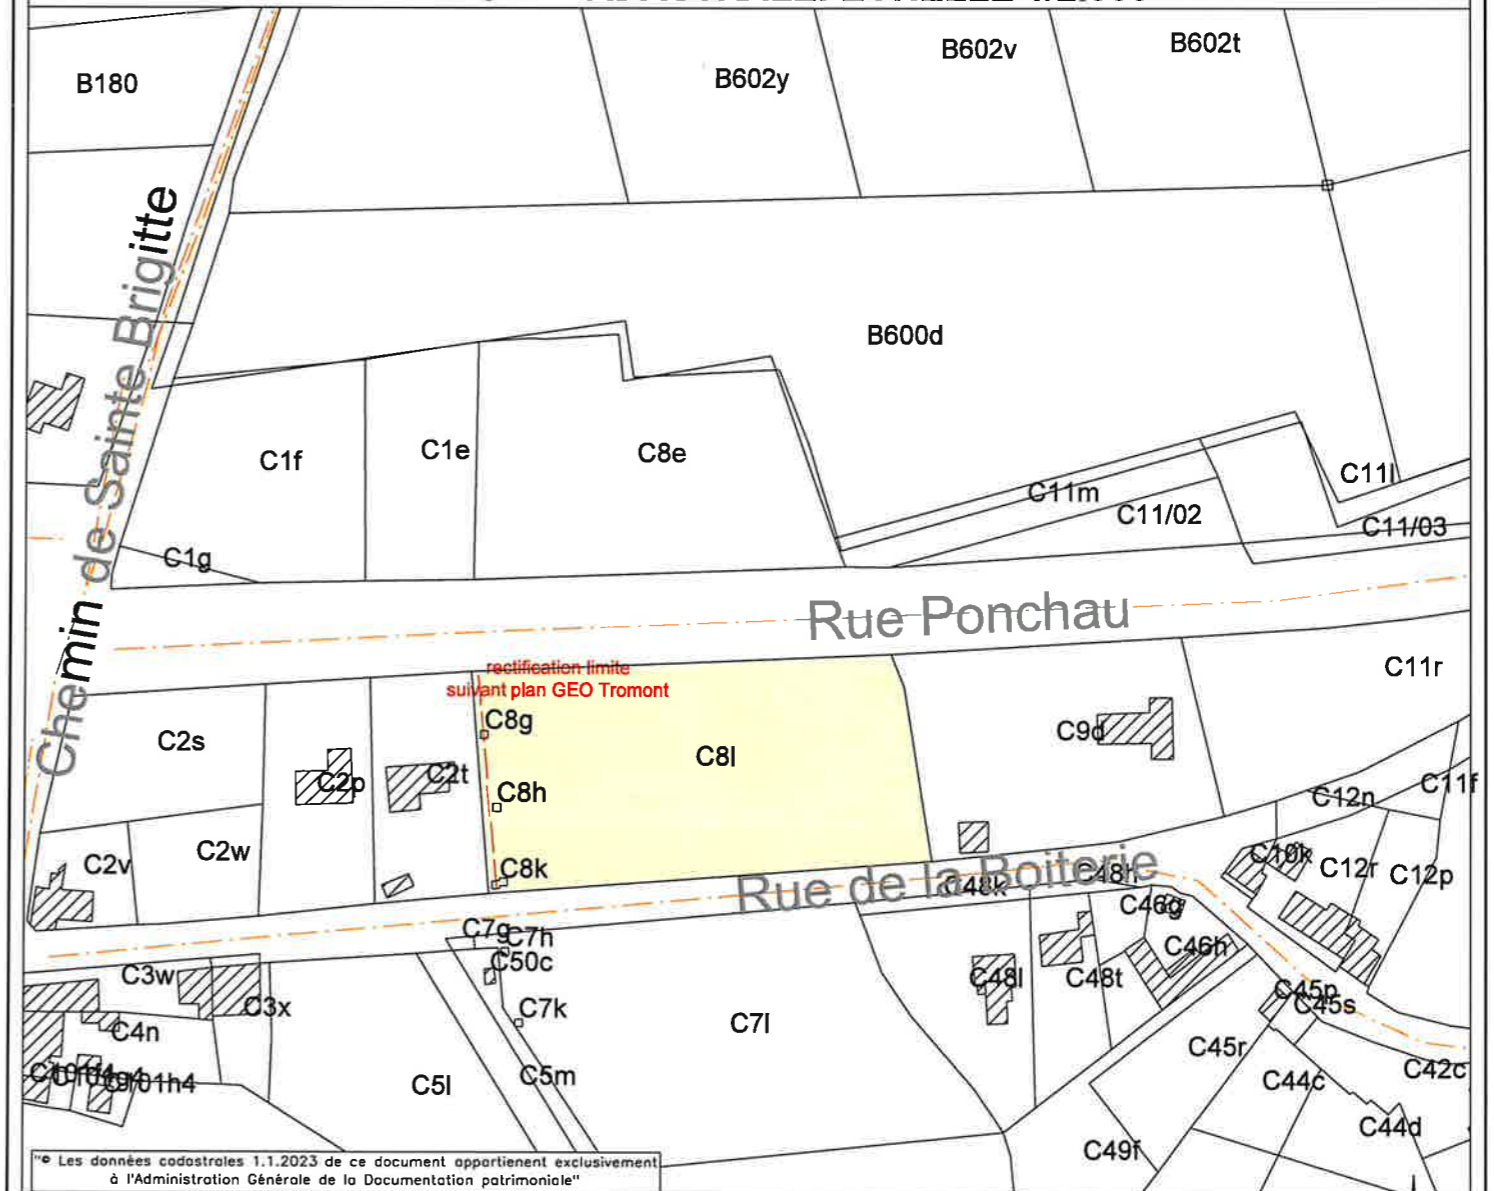 B180
B602y
B602v
B602t
Chemin de Sainte Brigitte
B600d
C1f
C1e
C8e
C11l
C11m
C11/02
C11/03
C1g
Rue Ponchau
rectification limite
suivant plan GEO Tromont
C11r
C8g
C2s
C9d
C8l
C2p
C2t
C11f
C8h
C12n
C2w
C2v
C10k
C12r
C12p
C8k
Rue de la Boiterie
C48k
C48h
C46g
C7g
C7h
C46h
C50c
C3w
C48l
C48t
C45p
C45s
C3x
C7k
C7l
C4n
C45r
C5m
C5l
C44c
C42c
C101h4
C44d
C49f
"© Les données cadastrales 1.1.2023 de ce document appartienent exclusivement
à l'Administration Générale de la Documentation patrimoniale"